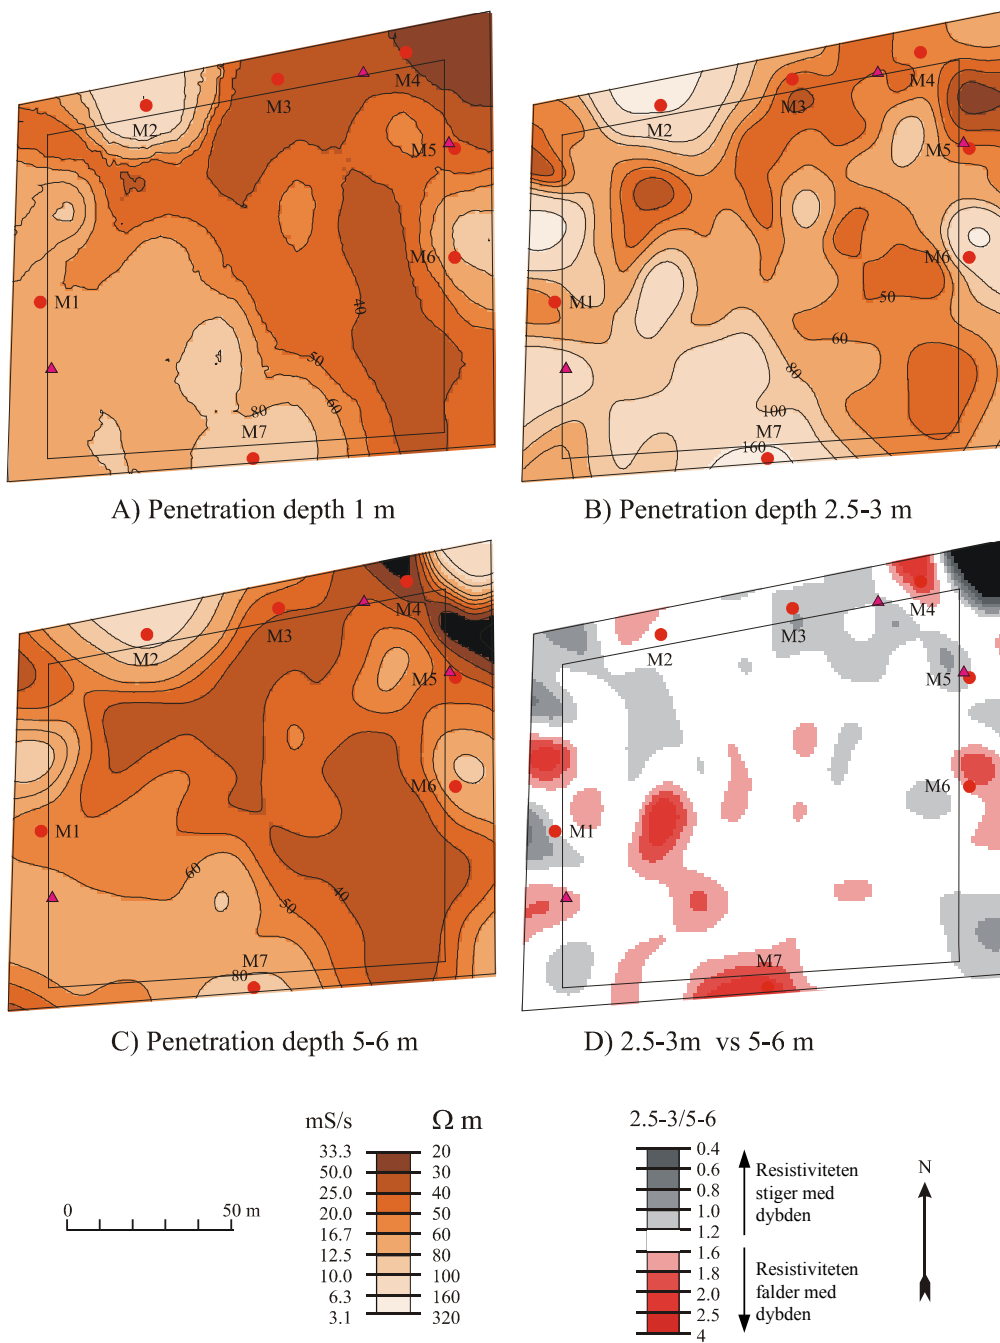 M2
M3
M4
M5
M6
M1
40
50
60
80
M7
A) Penetration depth 1 m
M2
M3
M4
M5
M6
M1
50
60
80
100
M7
160
B) Penetration depth 2.5-3 m
M2
M3
M4
M5
M6
M1
60
50
40
M7
80
C) Penetration depth 5-6 m
M2
M3
M4
M5
M6
M1
M7
D) 2.5-3m vs 5-6 m
0 50 m
mS/s Ω m
33.3 20
50.0 30
25.0 40
20.0 50
16.7 60
12.5 80
10.0 100
6.3 160
3.1 320
2.5-3/5-6
0.4
0.6
0.8
1.0
1.2
1.6
1.8
2.0
2.5
4
Resistiviteten
stiger med
dybden
Resistiviteten
falder med
dybden
N